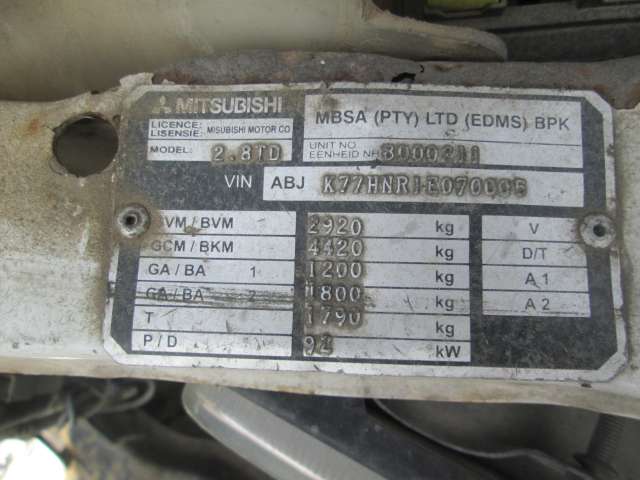 MITSUBISHI
LICENCE:
LISENSIE: MISUBISHI MOTOR CO
MODEL: 2.8TD
MBSA (PTY) LTD (EDMS) BPK
UNIT NO
EENHEID NR
VIN ABJ
GVM / BVM 2920 kg V
GCM / BKM 4420 kg D/T
GA / BA 1 1200 kg A 1
GA / BA 2 1800 kg A 2
T 1790 kg
P / D 92 kW